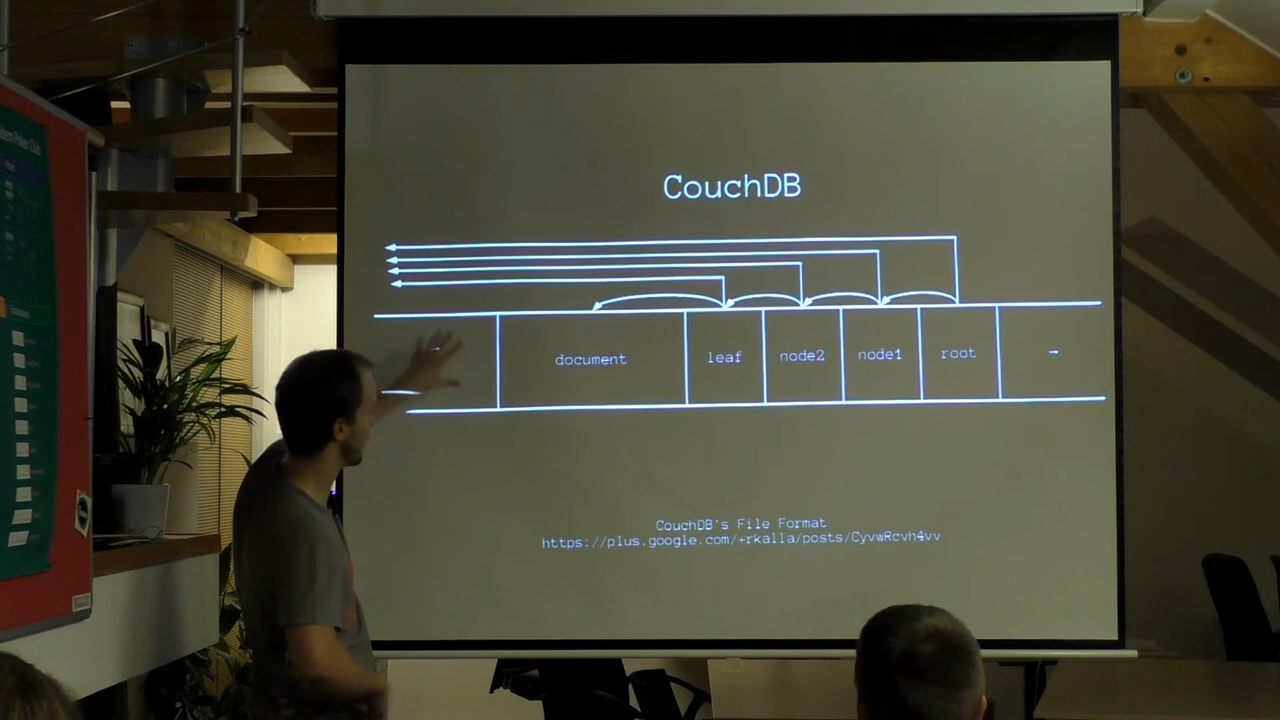 CouchDB
document leaf node2 node1 root →
CouchDB's File Format
https://plus.google.com/+rkalla/posts/CyvwRcvh4vv